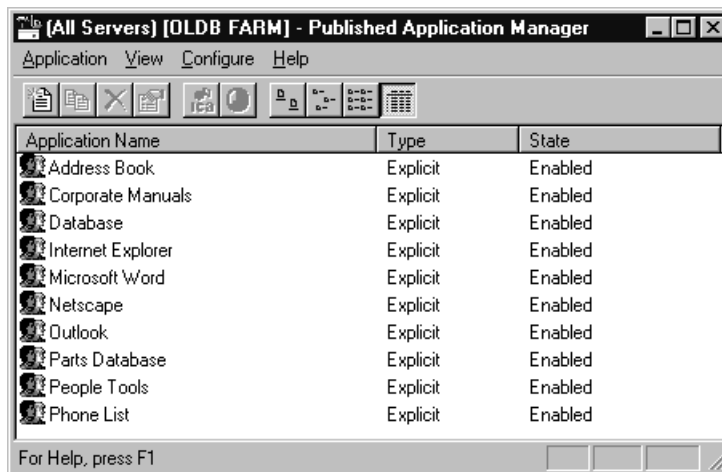 (All Servers) [OLDB FARM] - Published Application Manager
Application View Configure Help
ica
Application Name Type State
Address Book Explicit Enabled
Corporate Manuals Explicit Enabled
Database Explicit Enabled
Internet Explorer Explicit Enabled
Microsoft Word Explicit Enabled
Netscape Explicit Enabled
Outlook Explicit Enabled
Parts Database Explicit Enabled
People Tools Explicit Enabled
Phone List Explicit Enabled
For Help, press F1